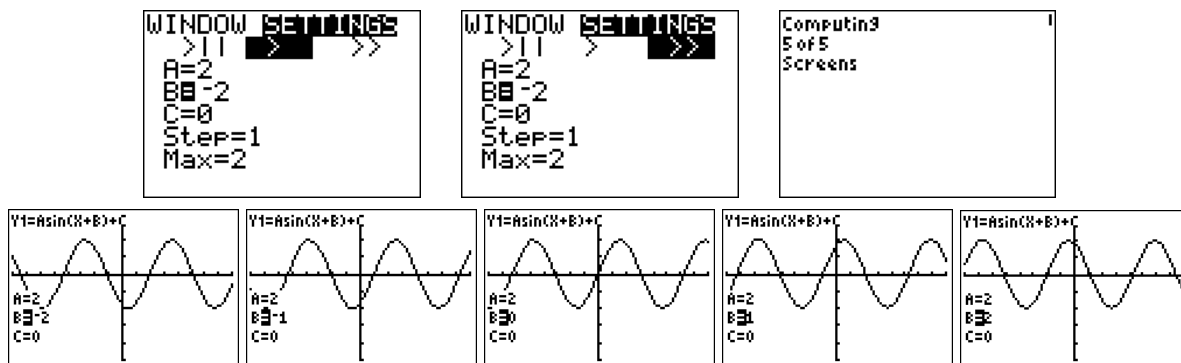 WINDOW SETTINGS
>|| > >>
A=2
B=-2
C=0
Step=1
Max=2
WINDOW SETTINGS
>|| > >>
A=2
B=-2
C=0
Step=1
Max=2
Computing
5 of 5
Screens
Y1=Asin(X+B)+C
A=2
B=-2
C=0
Y1=Asin(X+B)+C
A=2
B=-1
C=0
Y1=Asin(X+B)+C
A=2
B=0
C=0
Y1=Asin(X+B)+C
A=2
B=1
C=0
Y1=Asin(X+B)+C
A=2
B=2
C=0